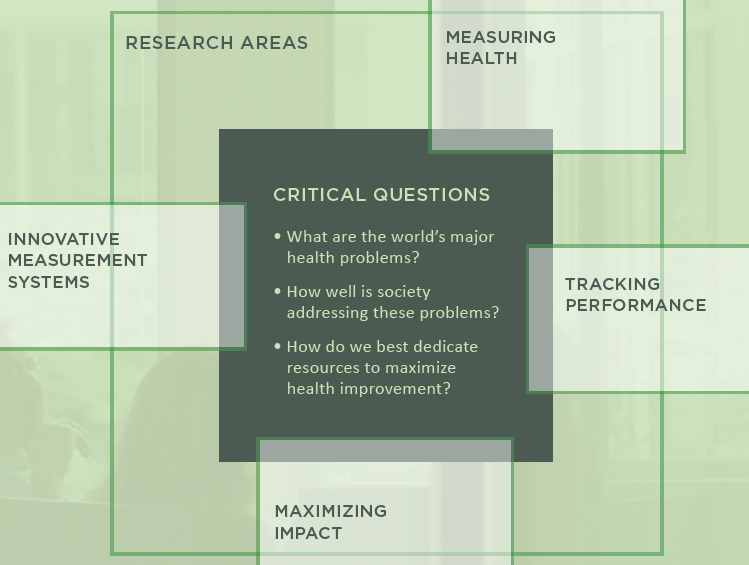 RESEARCH AREAS
MEASURING
HEALTH
CRITICAL QUESTIONS
• What are the world’s major
health problems?
• How well is society
addressing these problems?
• How do we best dedicate
resources to maximize
health improvement?
INNOVATIVE
MEASUREMENT
SYSTEMS
TRACKING
PERFORMANCE
MAXIMIZING
IMPACT